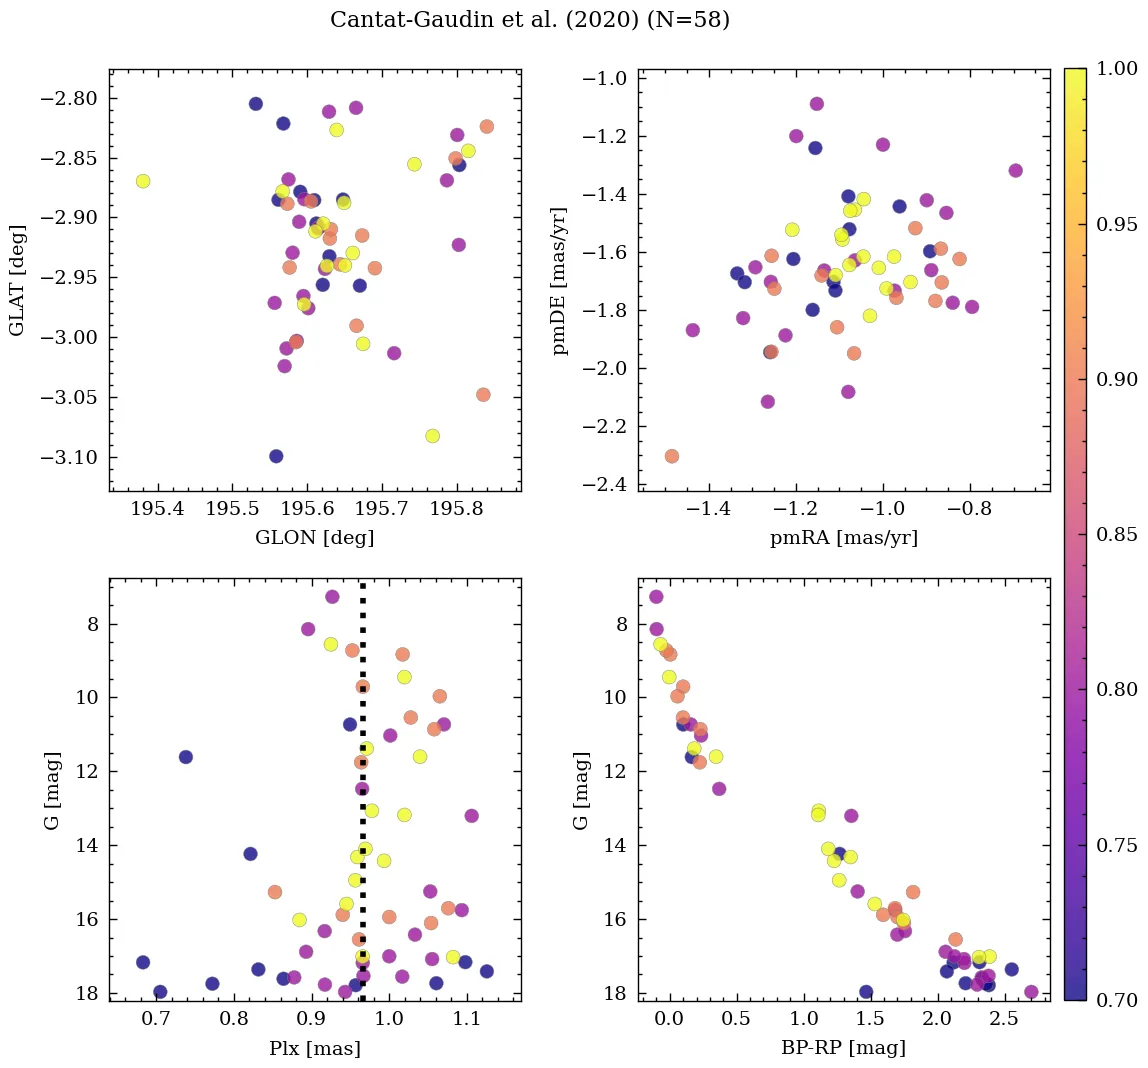 Cantat-Gaudin et al. (2020) (N=58)
−2.80
−2.85
−2.90
−2.95
−3.00
−3.05
−3.10
GLAT [deg]
195.4 195.5 195.6 195.7 195.8
GLON [deg]
−1.0
−1.2
−1.4
−1.6
−1.8
−2.0
−2.2
−2.4
pmDE [mas/yr]
−1.4 −1.2 −1.0 −0.8
pmRA [mas/yr]
8
10
12
14
16
18
G [mag]
0.7 0.8 0.9 1.0 1.1
Plx [mas]
8
10
12
14
16
18
G [mag]
0.0 0.5 1.0 1.5 2.0 2.5
BP-RP [mag]
1.00
0.95
0.90
0.85
0.80
0.75
0.70